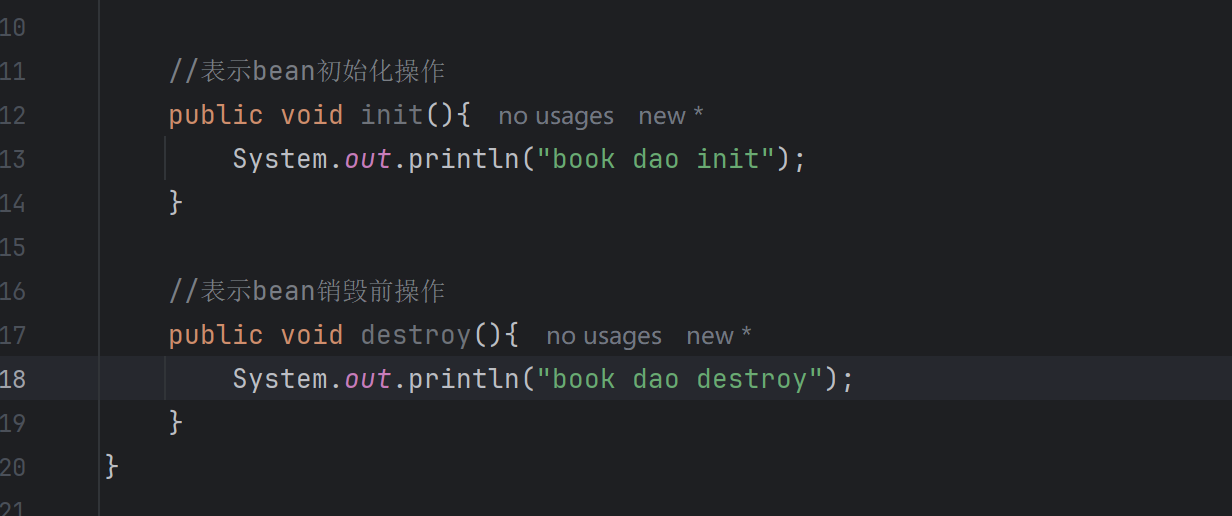 10
11 //表示bean初始化操作
12 public void init(){ no usages new *
13 System.out.println("book dao init");
14 }
15
16 //表示bean销毁前操作
17 public void destroy(){ no usages new *
18 System.out.println("book dao destroy");
19 }
20 }
21